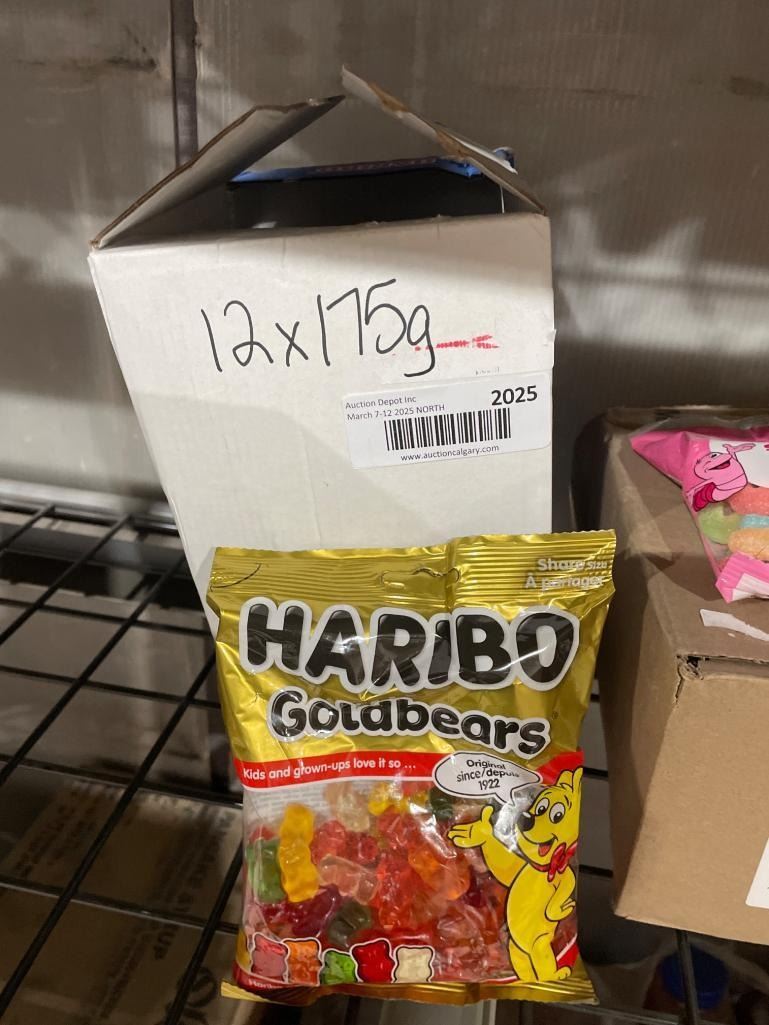 12x175g
Auction Depot Inc
March 7-12 2025 NORTH
2025
www.auctioncalgary.com
Share Size
À partager
HARIBO
Goldbears
Kids and grown-ups love it so ...
Original
since/depuis
1922